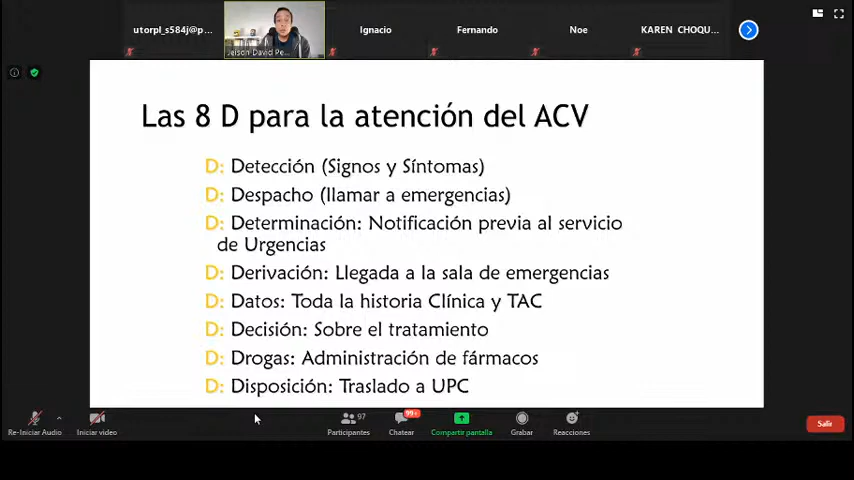 utorpl_s584j@p...
Jeison David Pe...
Ignacio
Fernando
Noe
KAREN CHOQU...
Las 8 D para la atención del ACV
D: Detección (Signos y Síntomas)
D: Despacho (llamar a emergencias)
D: Determinación: Notificación previa al servicio
de Urgencias
D: Derivación: Llegada a la sala de emergencias
D: Datos: Toda la historia Clínica y TAC
D: Decisión: Sobre el tratamiento
D: Drogas: Administración de fármacos
D: Disposición: Traslado a UPC
97
99+
Re-Iniciar Audio
Iniciar video
Participantes
Chatear
Compartir pantalla
Grabar
Reacciones
Salir